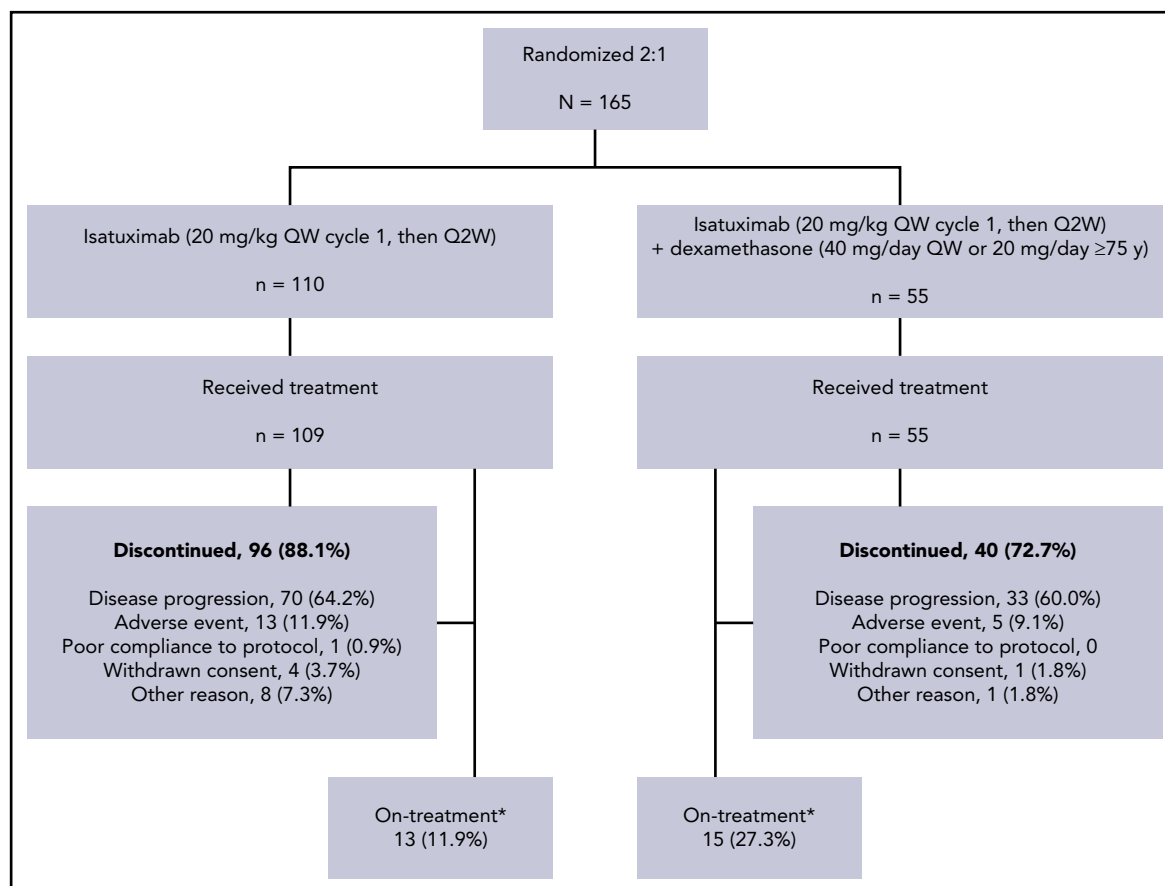 Randomized 2:1
N = 165
Isatuximab (20 mg/kg QW cycle 1, then Q2W)
n = 110
Isatuximab (20 mg/kg QW cycle 1, then Q2W)
+ dexamethasone (40 mg/day QW or 20 mg/day ≥75 y)
n = 55
Received treatment
n = 109
Received treatment
n = 55
Discontinued, 96 (88.1%)
Disease progression, 70 (64.2%)
Adverse event, 13 (11.9%)
Poor compliance to protocol, 1 (0.9%)
Withdrawn consent, 4 (3.7%)
Other reason, 8 (7.3%)
Discontinued, 40 (72.7%)
Disease progression, 33 (60.0%)
Adverse event, 5 (9.1%)
Poor compliance to protocol, 0
Withdrawn consent, 1 (1.8%)
Other reason, 1 (1.8%)
On-treatment*
13 (11.9%)
On-treatment*
15 (27.3%)